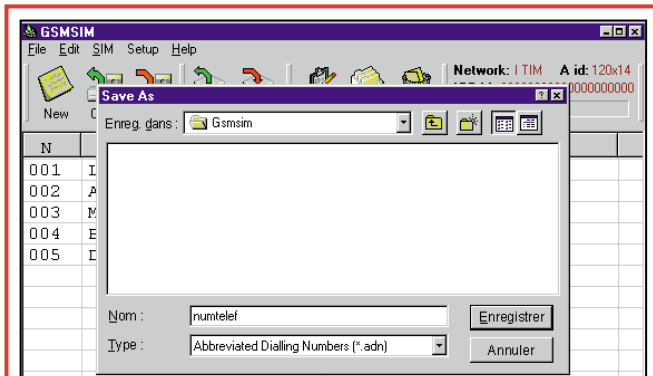 GSMSIM
File Edit SIM Setup Help
Network: I TIM A id: 120x14
New
Save As
Enreg. dans : Gsmsim
N
001
002
003
004
005
Nom : numtelef
Enregistrer
Type : Abbreviated Dialling Numbers (*.adn)
Annuler